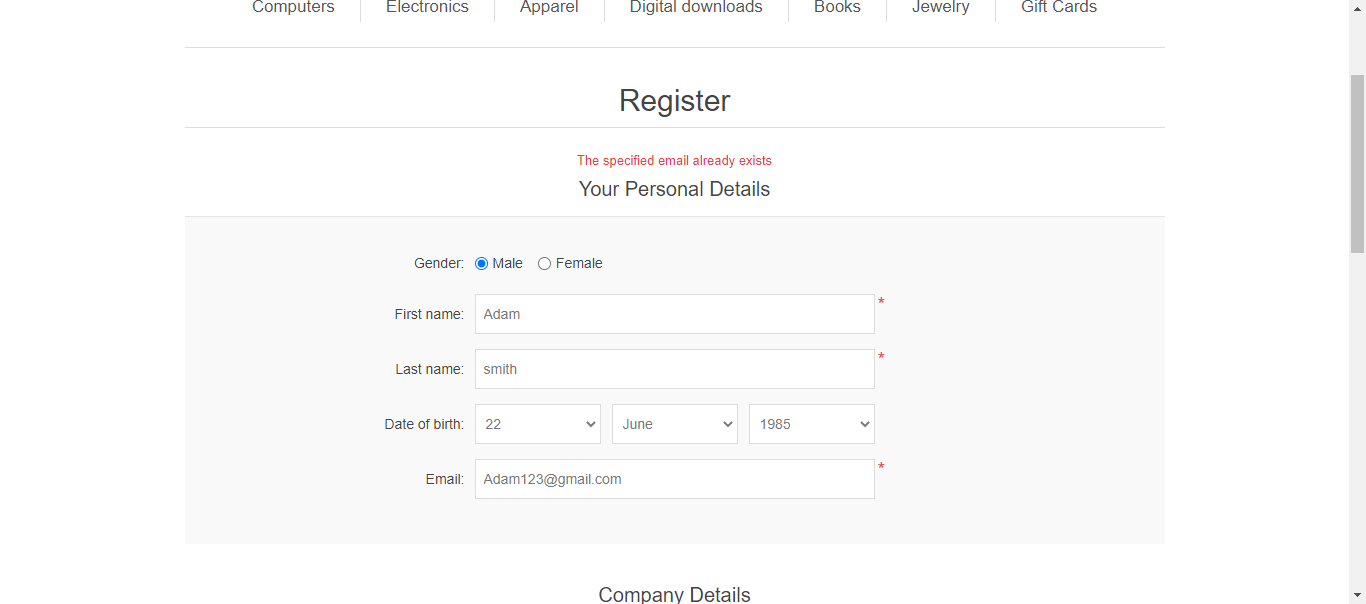 Computers Electronics Apparel Digital downloads Books Jewelry Gift Cards
Register
The specified email already exists
Your Personal Details
Gender: Male Female
First name: Adam *
Last name: smith *
Date of birth: 22 June 1985
Email: Adam123@gmail.com *
Company Details